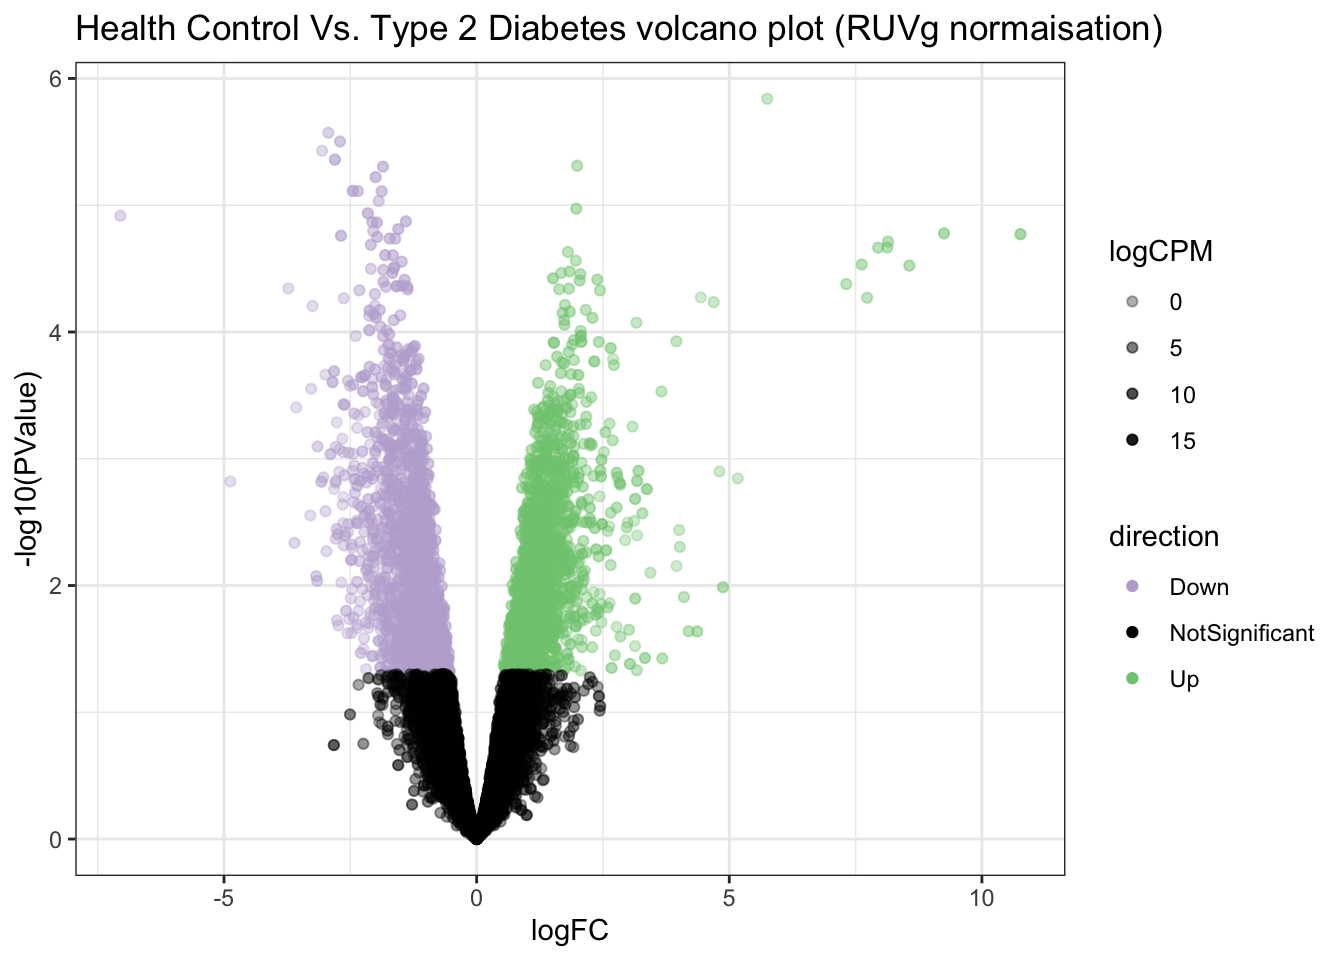 Health Control Vs. Type 2 Diabetes volcano plot (RUVg normaisation)
6
4
2
0
-log10(PValue)
-5
0
5
10
logFC
logCPM
0
5
10
15
direction
Down
NotSignificant
Up